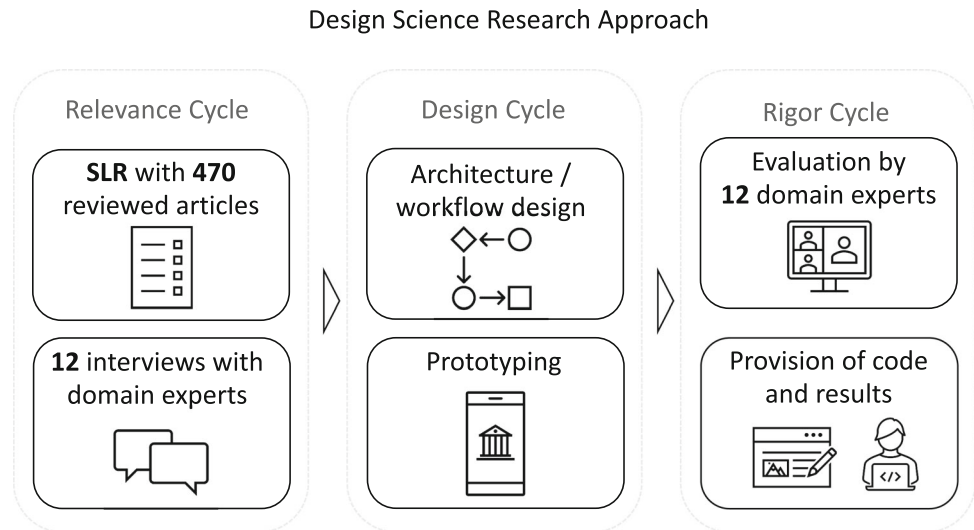 Design Science Research Approach
Relevance Cycle
SLR with 470
reviewed articles
12 interviews with
domain experts
Design Cycle
Architecture /
workflow design
Prototyping
Rigor Cycle
Evaluation by
12 domain experts
Provision of code
and results
</>